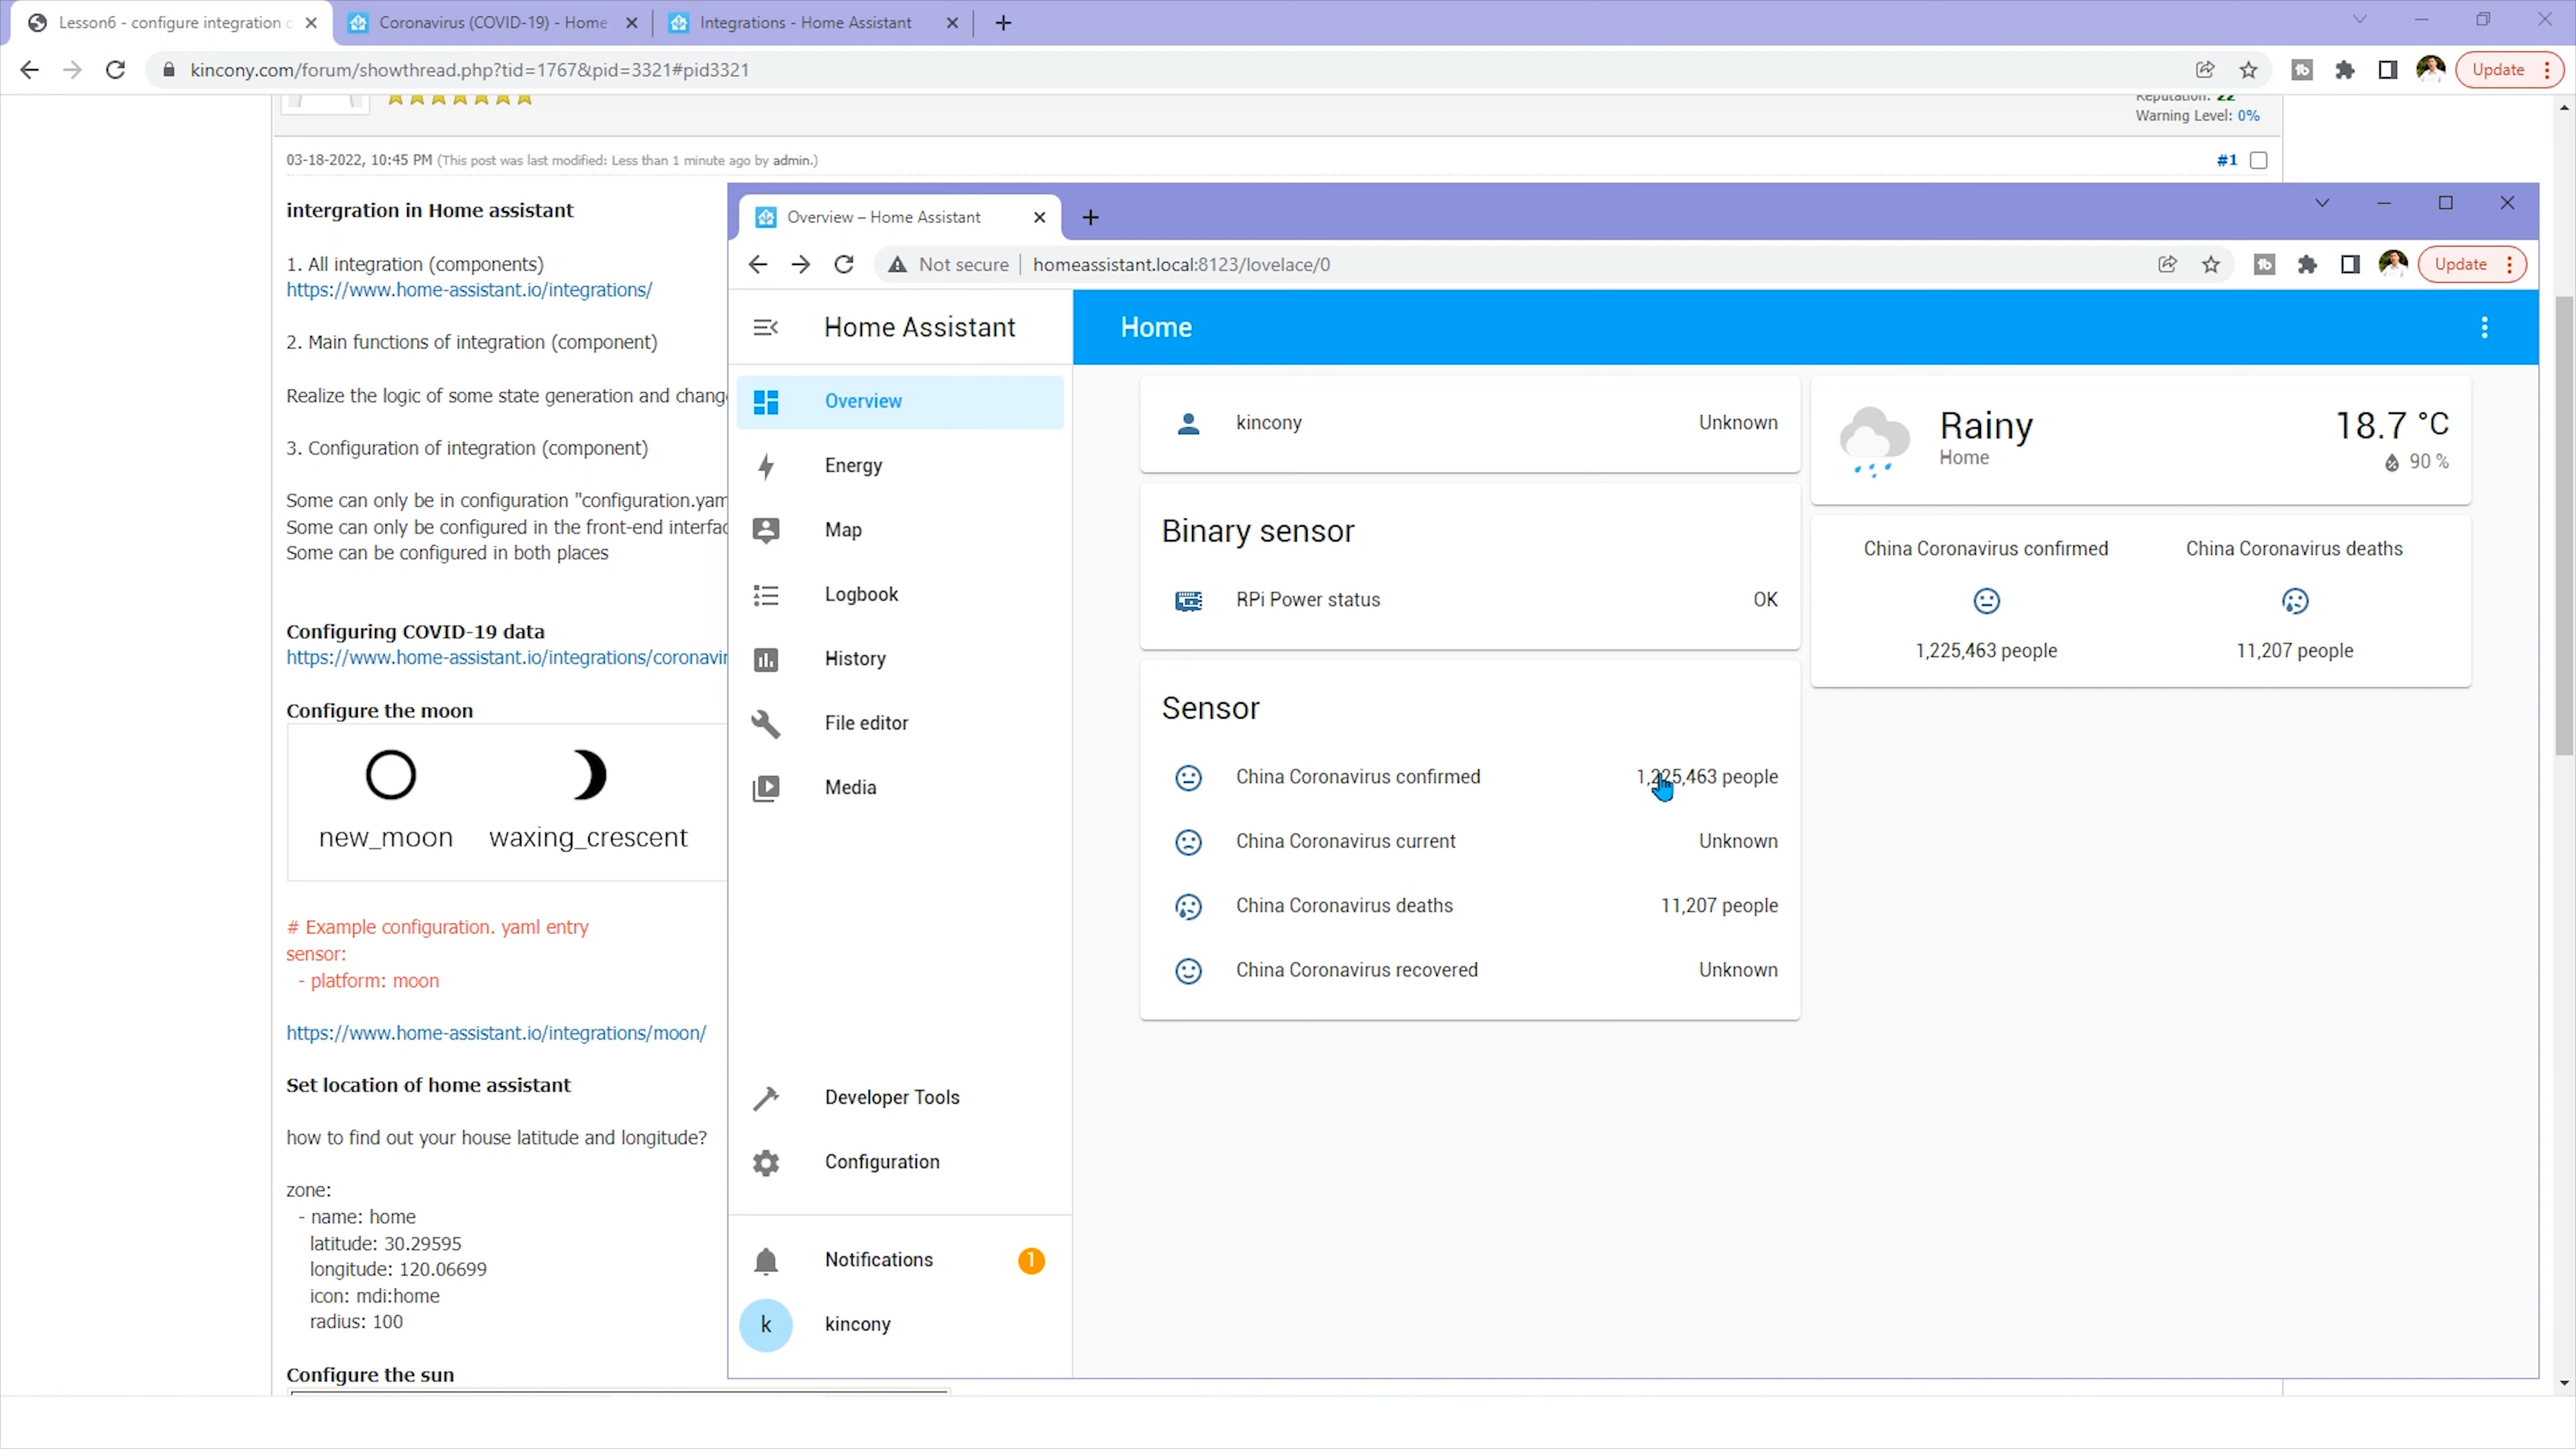 Lesson6 - configure integration o
Coronavirus (COVID-19) - Home
Integrations - Home Assistant
kincony.com/forum/showthread.php?tid=1767&pid=3321#pid3321
Update
Reputation: 22
Warning Level: 0%
03-18-2022, 10:45 PM (This post was last modified: Less than 1 minute ago by admin.)
#1
intergration in Home assistant
1. All integration (components)
https://www.home-assistant.io/integrations/
2. Main functions of integration (component)
Realize the logic of some state generation and chang
3. Configuration of integration (component)
Some can only be in configuration "configuration.yam
Some can only be configured in the front-end interfac
Some can be configured in both places
Configuring COVID-19 data
https://www.home-assistant.io/integrations/coronavir
Configure the moon
new_moon
waxing_crescent
# Example configuration. yaml entry
sensor:
- platform: moon
https://www.home-assistant.io/integrations/moon/
Set location of home assistant
how to find out your house latitude and longitude?
zone:
- name: home
latitude: 30.29595
longitude: 120.06699
icon: mdi:home
radius: 100
Configure the sun
Overview – Home Assistant
Not secure
homeassistant.local:8123/lovelace/0
Update
Home Assistant
Overview
Energy
Map
Logbook
History
File editor
Media
Developer Tools
Configuration
Notifications
1
k
kincony
Home
kincony
Unknown
Binary sensor
RPi Power status
OK
Sensor
China Coronavirus confirmed
1,225,463 people
China Coronavirus current
Unknown
China Coronavirus deaths
11,207 people
China Coronavirus recovered
Unknown
Rainy
Home
18.7 °C
90 %
China Coronavirus confirmed
1,225,463 people
China Coronavirus deaths
11,207 people